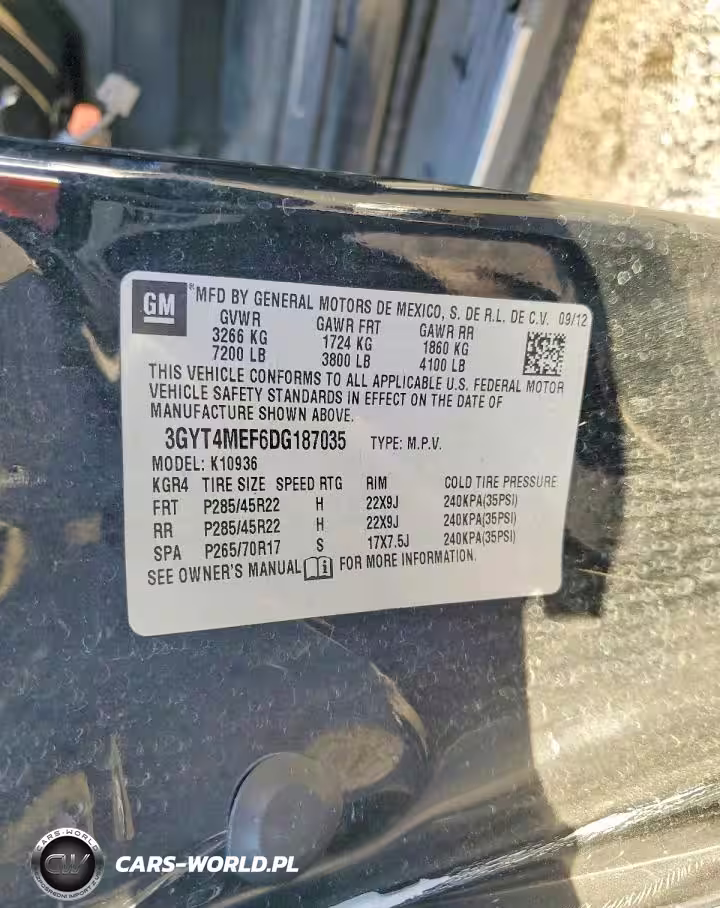 GM
*MFD BY GENERAL MOTORS DE MEXICO, S. DE R.L. DE C.V. 09/12
GVWR GAWR FRT GAWR RR
3266 KG 1724 KG 1860 KG
7200 LB 3800 LB 4100 LB
THIS VEHICLE CONFORMS TO ALL APPLICABLE U.S. FEDERAL MOTOR
VEHICLE SAFETY STANDARDS IN EFFECT ON THE DATE OF
MANUFACTURE SHOWN ABOVE.
3GYT4MEF6DG187035 TYPE: M.P.V.
MODEL: K10936
KGR4 TIRE SIZE SPEED RTG RIM COLD TIRE PRESSURE
FRT P285/45R22 H 22X9J 240KPA(35PSI)
RR P285/45R22 H 22X9J 240KPA(35PSI)
SPA P265/70R17 S 17X7.5J 240KPA(35PSI)
SEE OWNER'S MANUAL i FOR MORE INFORMATION.
CARS-WORLD
CW
CARS-WORLD.PL